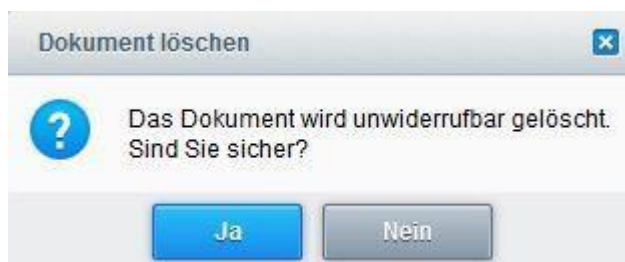 Dokument löschen
Das Dokument wird unwiderrufbar gelöscht.
Sind Sie sicher?
Ja
Nein